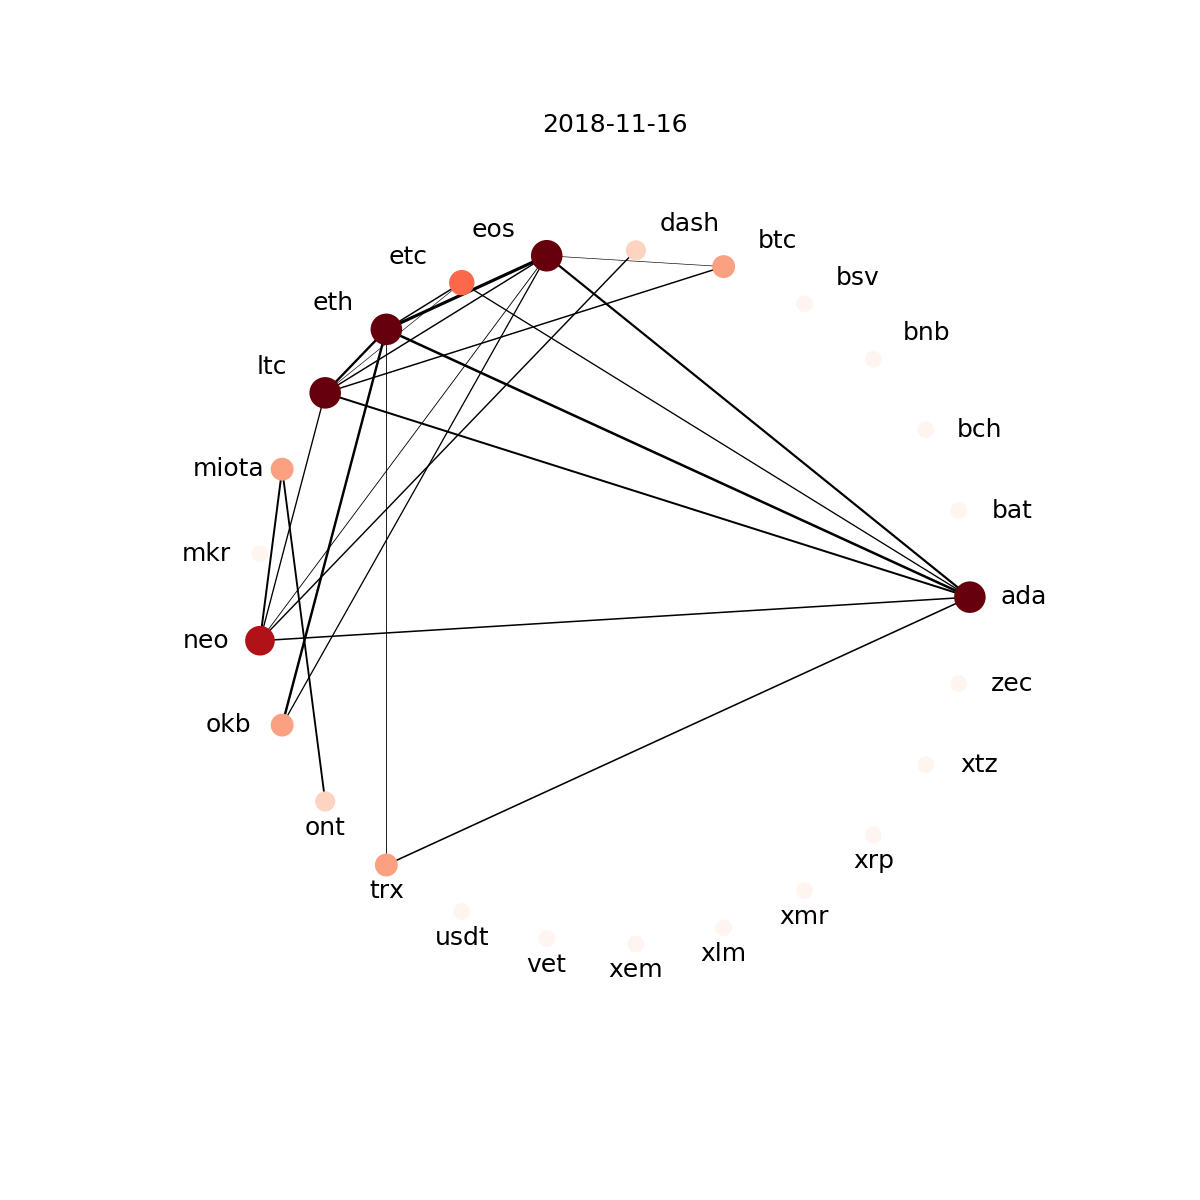 2018-11-16
dash
eos
btc
etc
bsv
eth
bnb
ltc
bch
miota
bat
mkr
ada
neo
zec
okb
xtz
ont
xrp
trx
xmr
usdt
xlm
vet
xem